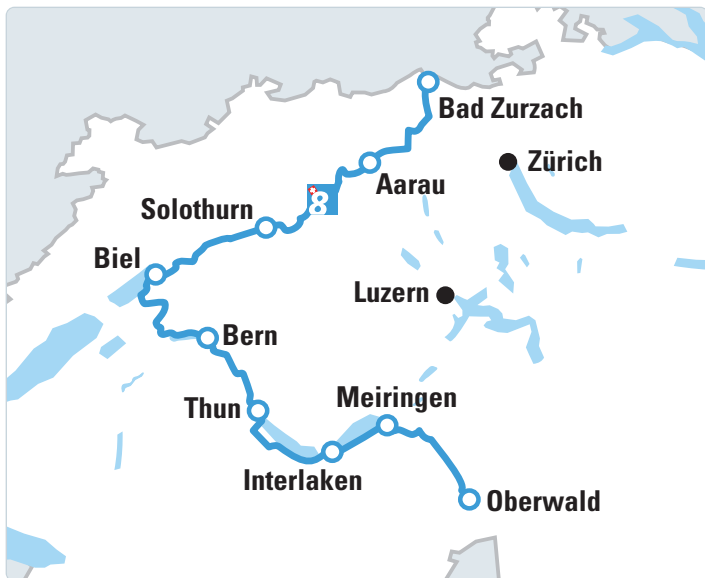 Bad Zurzach
Zürich
Aarau
8
Solothurn
Biel
Luzern
Bern
Meiringen
Thun
Interlaken
Oberwald